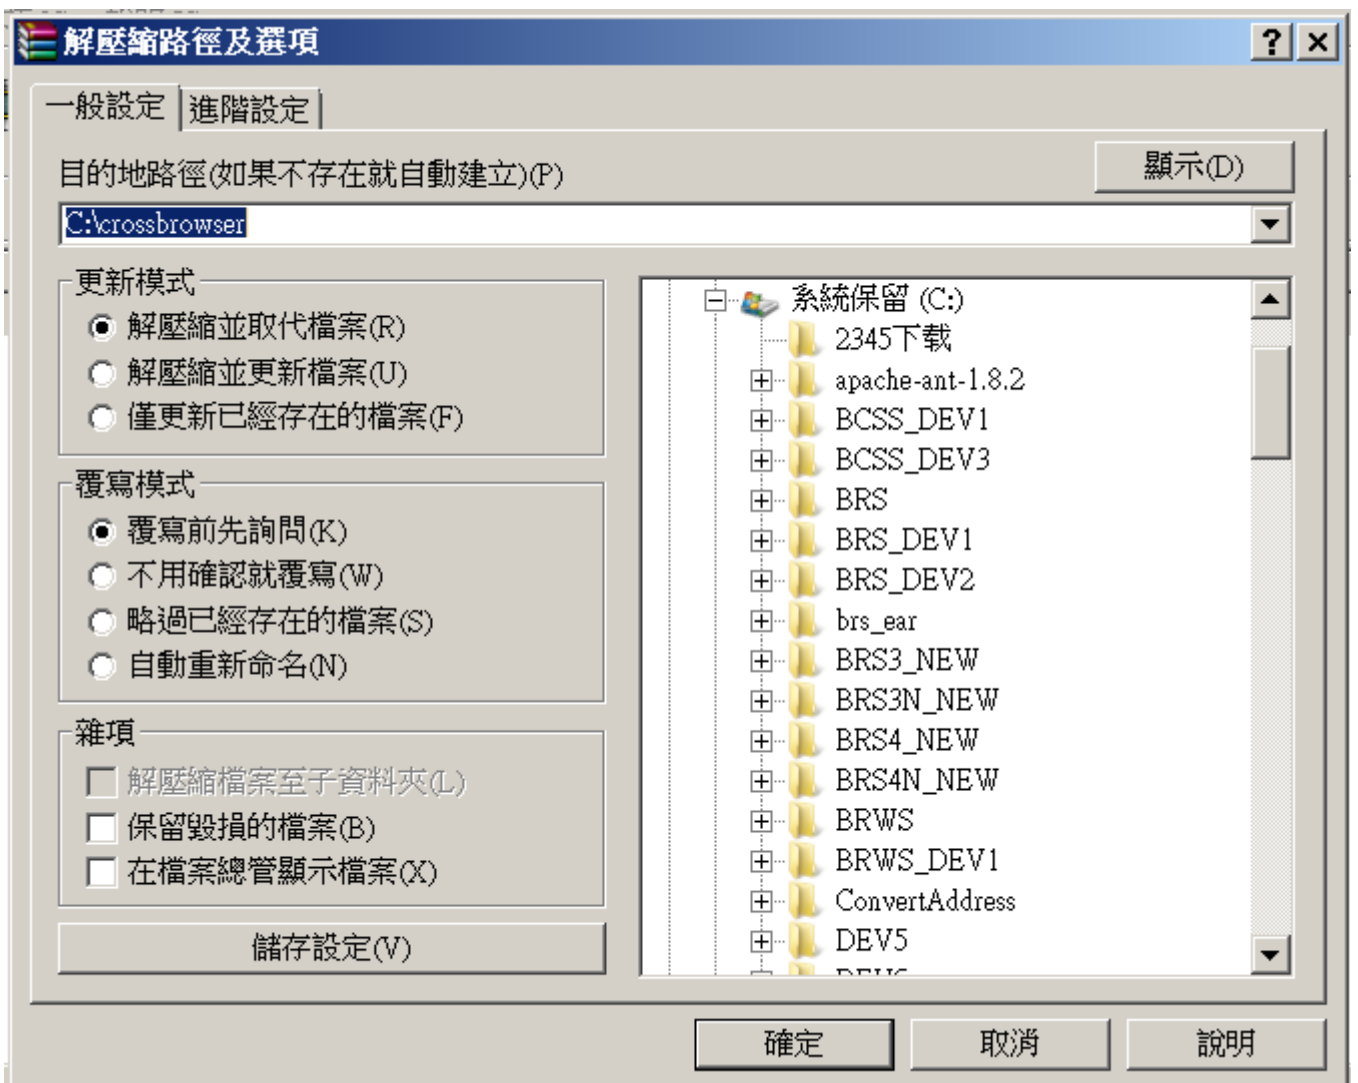 解壓縮路徑及選項
一般設定 進階設定
目的地路徑(如果不存在就自動建立)(P)
顯示(D)
C:\crossbrowser
更新模式
解壓縮並取代檔案(R)
解壓縮並更新檔案(U)
僅更新已經存在的檔案(F)
覆寫模式
覆寫前先詢問(K)
不用確認就覆寫(W)
略過已經存在的檔案(S)
自動重新命名(N)
雜項
解壓縮檔案至子資料夾(L)
保留毀損的檔案(B)
在檔案總管顯示檔案(X)
儲存設定(V)
系統保留 (C:)
2345下载
apache-ant-1.8.2
BCSS_DEV1
BCSS_DEV3
BRS
BRS_DEV1
BRS_DEV2
brs_ear
BRS3_NEW
BRS3N_NEW
BRS4_NEW
BRS4N_NEW
BRWS
BRWS_DEV1
ConvertAddress
DEV5
確定 取消 說明